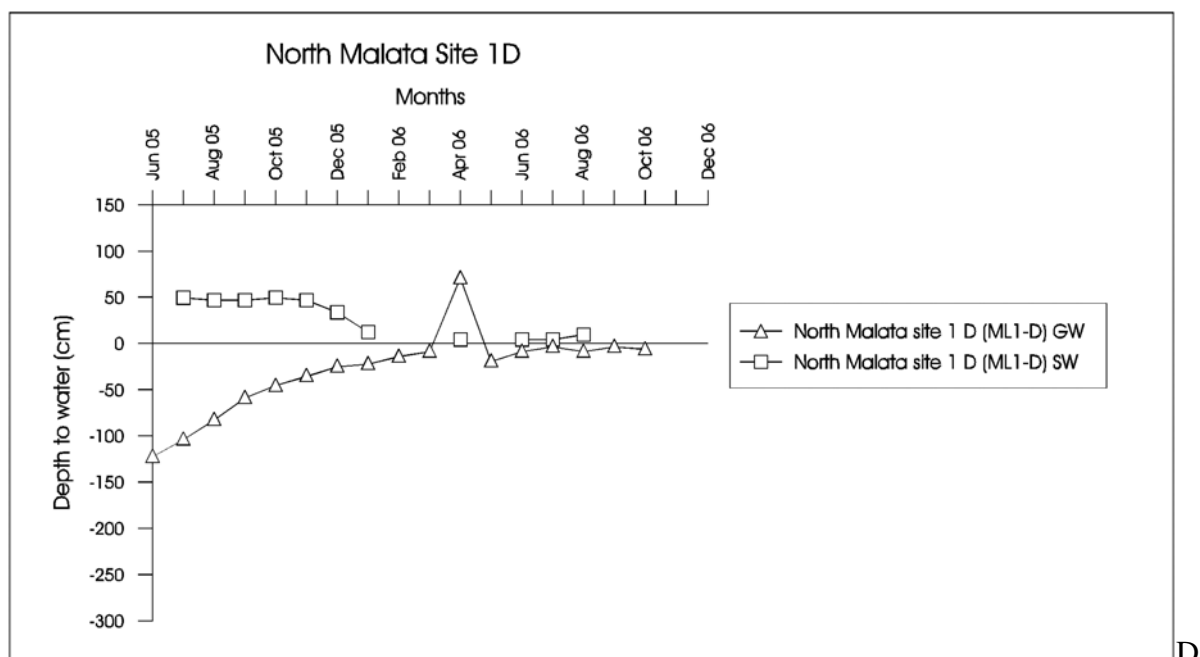 North Malata Site 1D
Months
Jun 05
Aug 05
Oct 05
Dec 05
Feb 06
Apr 06
Jun 06
Aug 06
Oct 06
Dec 06
Depth to water (cm)
150
100
50
0
-50
-100
-150
-200
-250
-300
North Malata site 1 D (ML1-D) GW
North Malata site 1 D (ML1-D) SW
D